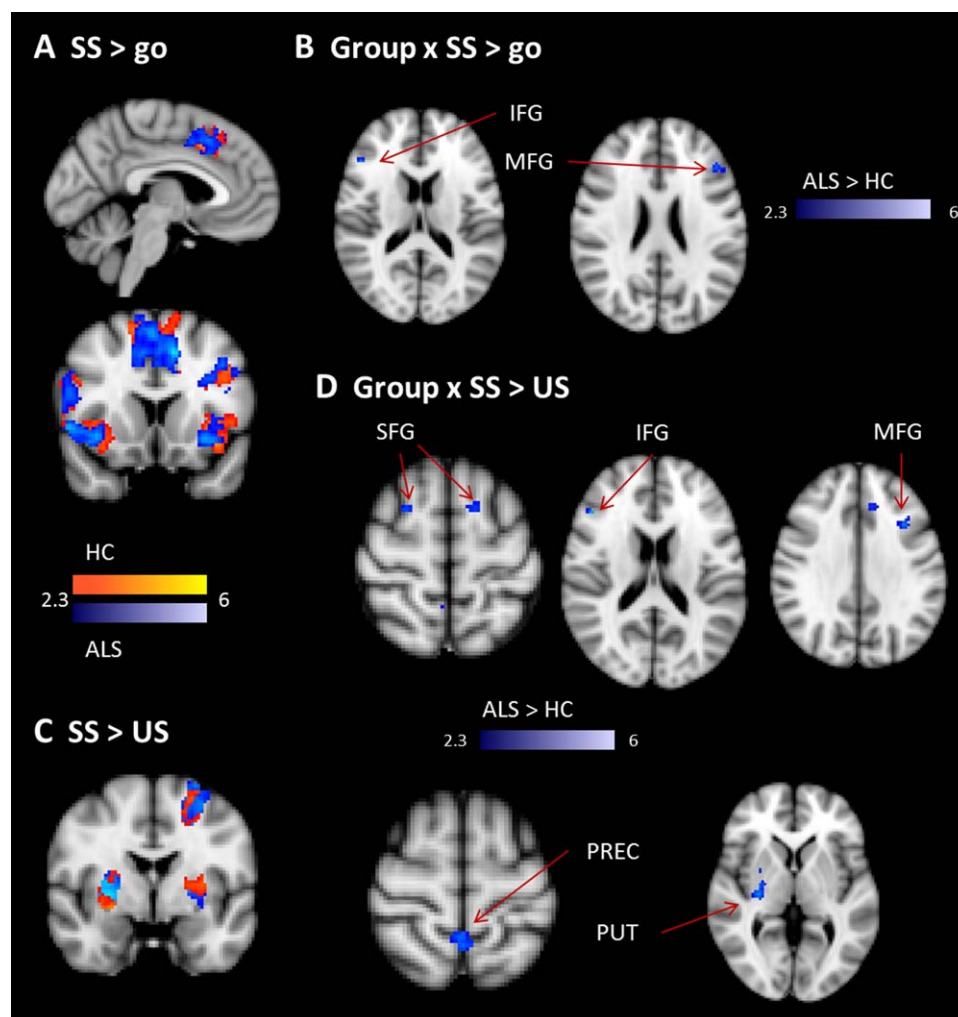 A SS > go
B Group x SS > go
IFG
MFG
ALS > HC
2.3 6
D Group x SS > US
SFG
IFG
MFG
HC
2.3 6
ALS
ALS > HC
2.3 6
C SS > US
PREC
PUT